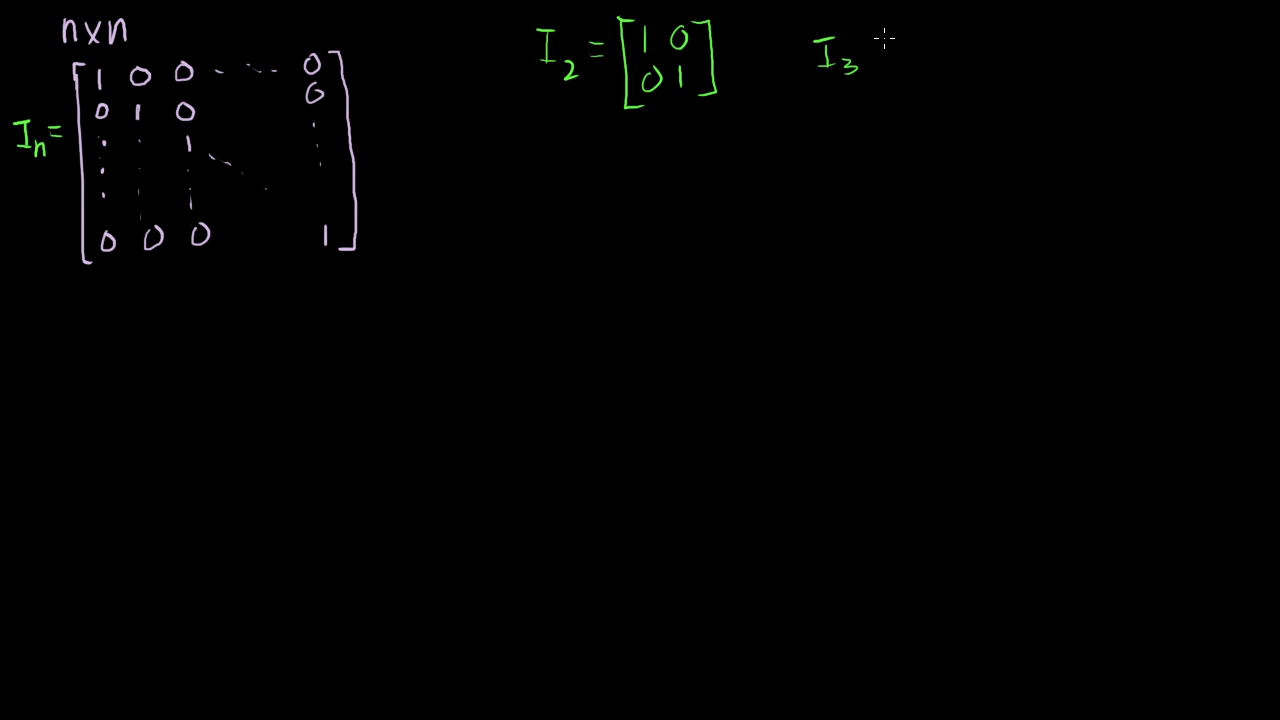 n×n
I₂ = [1 0
0 1]
I₃
Iₙ = [1 0 0 · · · 0
0 1 0 0
· · 1 · · ·
0 0 0 1]